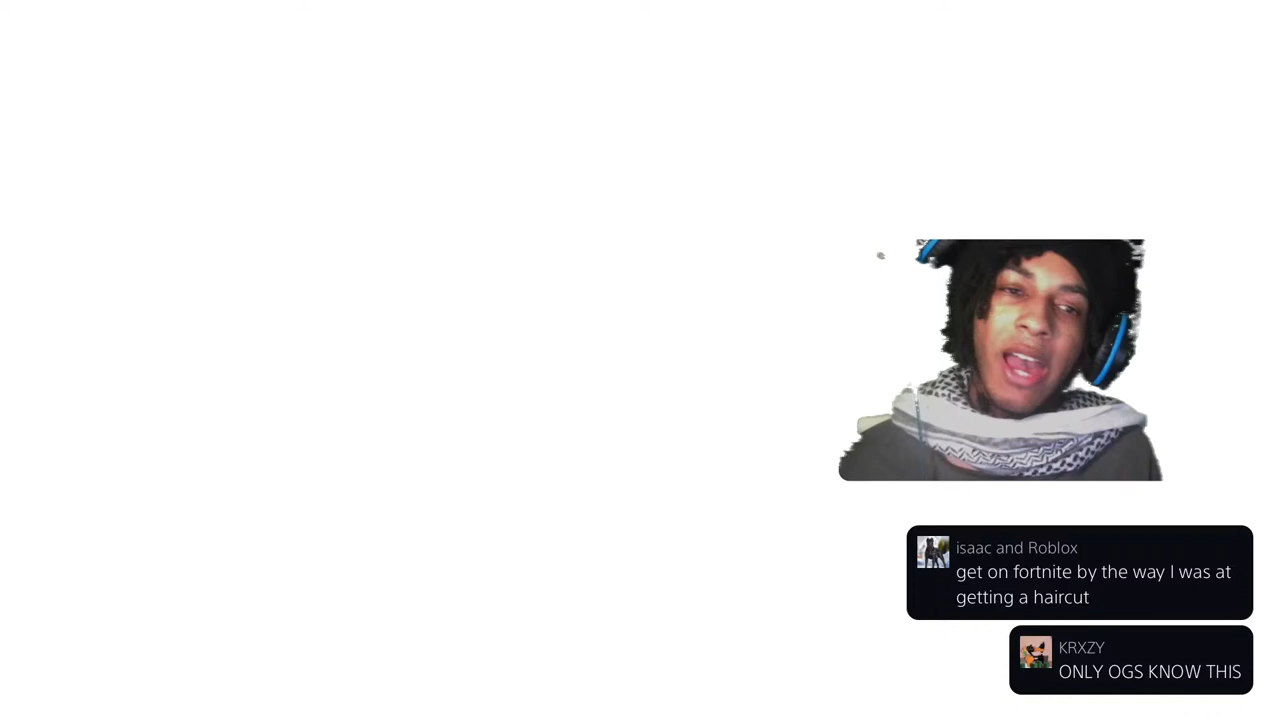 isaac and Roblox
get on fortnite by the way I was at
getting a haircut
KRXZY
ONLY OGS KNOW THIS